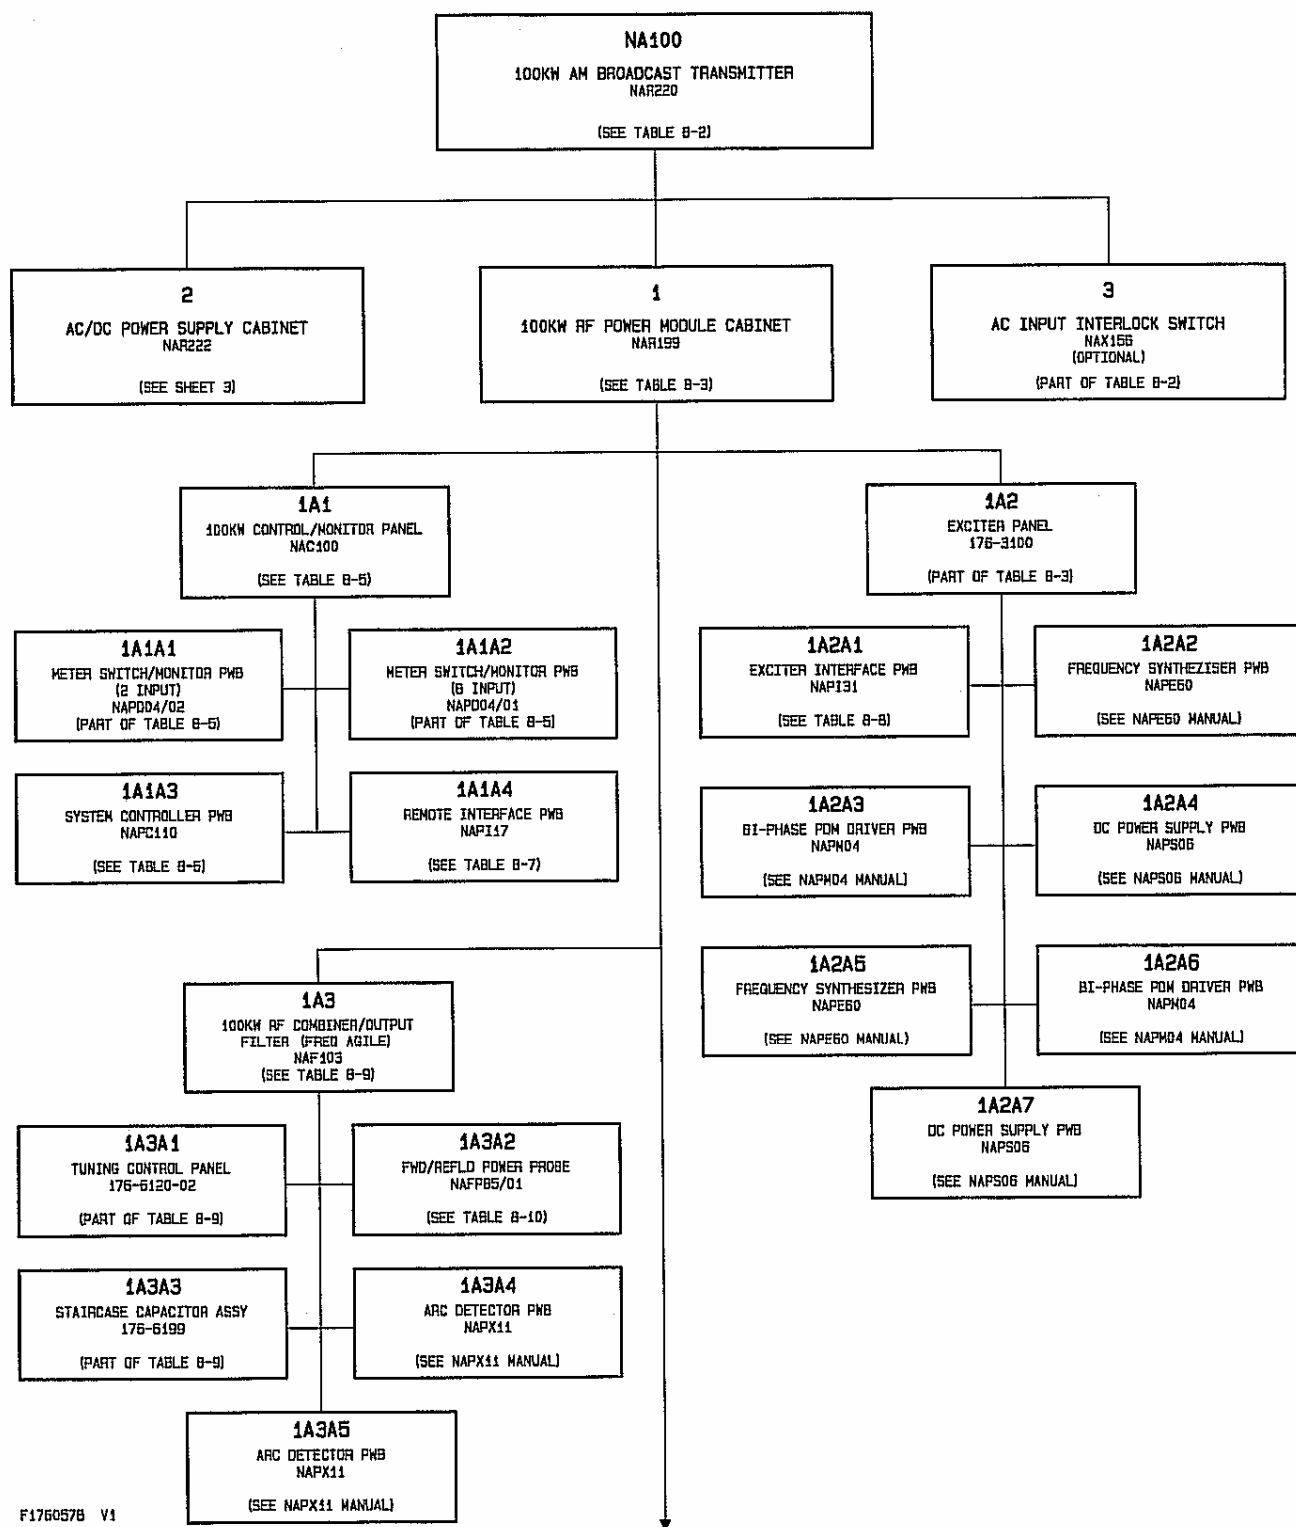 NA100
100KW AM BROADCAST TRANSMITTER
NAR220
(SEE TABLE 8-2)
2
AC/DC POWER SUPPLY CABINET
NAR222
(SEE SHEET 3)
1
100KW RF POWER MODULE CABINET
NAR199
(SEE TABLE 8-3)
3
AC INPUT INTERLOCK SWITCH
NAX156
(OPTIONAL)
(PART OF TABLE 8-2)
1A1
100KW CONTROL/MONITOR PANEL
NAC100
(SEE TABLE 8-5)
1A2
EXCITER PANEL
176-3100
(PART OF TABLE 8-3)
1A1A1
METER SWITCH/MONITOR PWB
(2 INPUT)
NAPD04/02
(PART OF TABLE 8-5)
1A1A2
METER SWITCH/MONITOR PWB
(6 INPUT)
NAPD04/01
(PART OF TABLE 8-5)
1A2A1
EXCITER INTERFACE PWB
NAPI31
(SEE TABLE 8-8)
1A2A2
FREQUENCY SYNTHEZISER PWB
NAPE60
(SEE NAPE60 MANUAL)
1A1A3
SYSTEM CONTROLLER PWB
NAPC110
(SEE TABLE 8-6)
1A1A4
REMOTE INTERFACE PWB
NAPI17
(SEE TABLE 8-7)
1A2A3
BI-PHASE PDM DRIVER PWB
NAPM04
(SEE NAPM04 MANUAL)
1A2A4
DC POWER SUPPLY PWB
NAPS06
(SEE NAPS06 MANUAL)
1A2A5
FREQUENCY SYNTHESIZER PWB
NAPE60
(SEE NAPE60 MANUAL)
1A2A6
BI-PHASE PDM DRIVER PWB
NAPM04
(SEE NAPM04 MANUAL)
1A3
100KW RF COMBINER/OUTPUT
FILTER (FREQ AGILE)
NAF103
(SEE TABLE 8-9)
1A2A7
DC POWER SUPPLY PWB
NAPS06
(SEE NAPS06 MANUAL)
1A3A1
TUNING CONTROL PANEL
176-6120-02
(PART OF TABLE 8-9)
1A3A2
FWD/REFLD POWER PROBE
NAFP85/01
(SEE TABLE 8-10)
1A3A3
STAIRCASE CAPACITOR ASSY
176-6199
(PART OF TABLE 8-9)
1A3A4
ARC DETECTOR PWB
NAPX11
(SEE NAPX11 MANUAL)
1A3A5
ARC DETECTOR PWB
NAPX11
(SEE NAPX11 MANUAL)
F1760578 V1